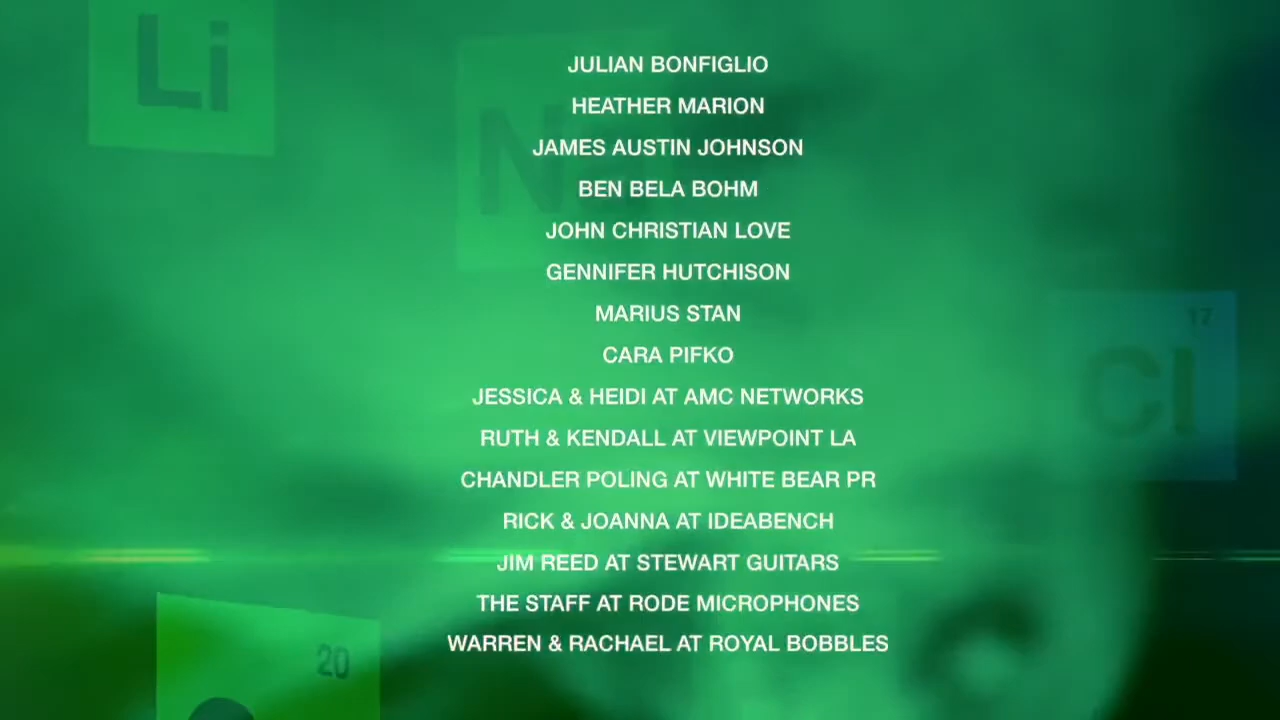 Li
N
JULIAN BONFIGLIO
HEATHER MARION
JAMES AUSTIN JOHNSON
BEN BELA BOHM
JOHN CHRISTIAN LOVE
GENNIFER HUTCHISON
MARIUS STAN
CARA PIFKO
JESSICA & HEIDI AT AMC NETWORKS
RUTH & KENDALL AT VIEWPOINT LA
CHANDLER POLING AT WHITE BEAR PR
RICK & JOANNA AT IDEABENCH
JIM REED AT STEWART GUITARS
THE STAFF AT RODE MICROPHONES
WARREN & RACHAEL AT ROYAL BOBBLES
17
Cl
20